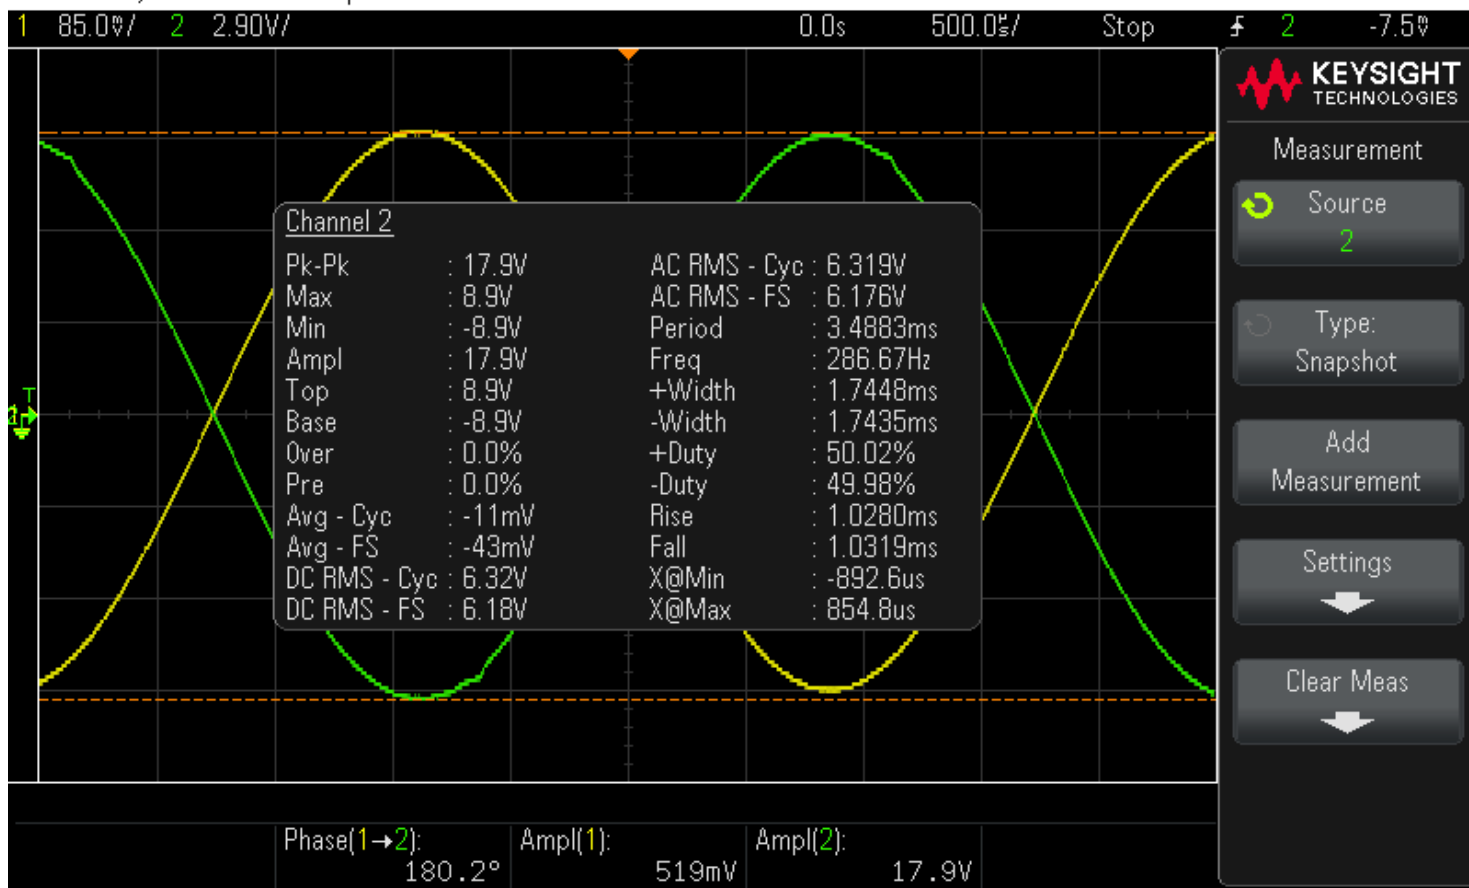 1 85.0mV/ 2 2.90V/ 0.0s 500.0us/ Stop 2 -7.5mV
KEYSIGHT
TECHNOLOGIES
Measurement
Source
2
Type:
Snapshot
Add
Measurement
Settings
Clear Meas
T
Channel 2
Pk-Pk : 17.9V AC RMS - Cyc : 6.319V
Max : 8.9V AC RMS - FS : 6.176V
Min : -8.9V Period : 3.4883ms
Ampl : 17.9V Freq : 286.67Hz
Top : 8.9V +Width : 1.7448ms
Base : -8.9V -Width : 1.7435ms
Over : 0.0% +Duty : 50.02%
Pre : 0.0% -Duty : 49.98%
Avg - Cyc : -11mV Rise : 1.0280ms
Avg - FS : -43mV Fall : 1.0319ms
DC RMS - Cyc : 6.32V X@Min : -892.6us
DC RMS - FS : 6.18V X@Max : 854.8us
Phase(1→2): Ampl(1): Ampl(2):
180.2° 519mV 17.9V